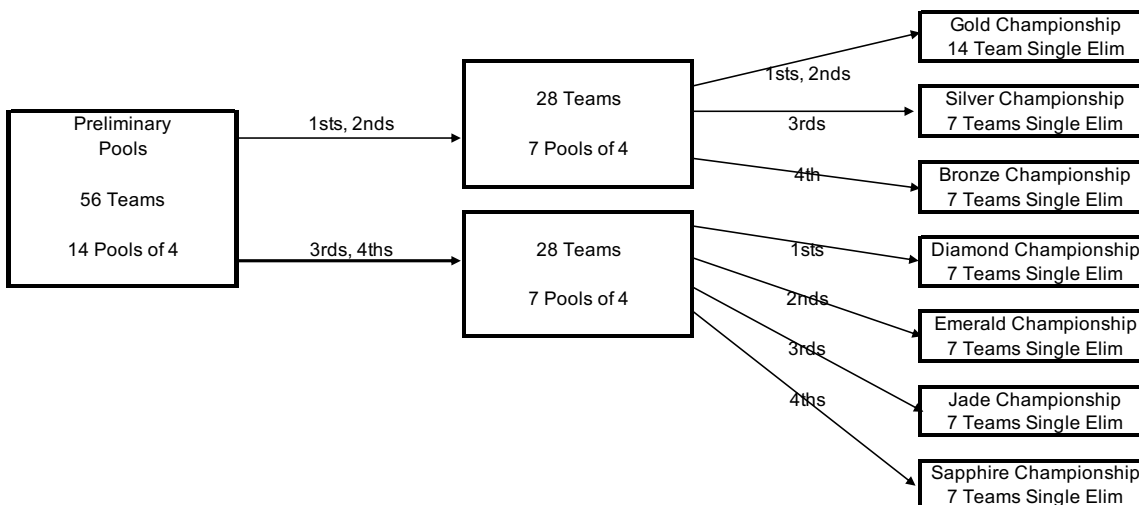 Preliminary
Pools
56 Teams
14 Pools of 4
1sts, 2nds
3rds, 4ths
28 Teams
7 Pools of 4
28 Teams
7 Pools of 4
1sts, 2nds
3rds
4th
1sts
2nds
3rds
4ths
Gold Championship
14 Team Single Elim
Silver Championship
7 Teams Single Elim
Bronze Championship
7 Teams Single Elim
Diamond Championship
7 Teams Single Elim
Emerald Championship
7 Teams Single Elim
Jade Championship
7 Teams Single Elim
Sapphire Championship
7 Teams Single Elim